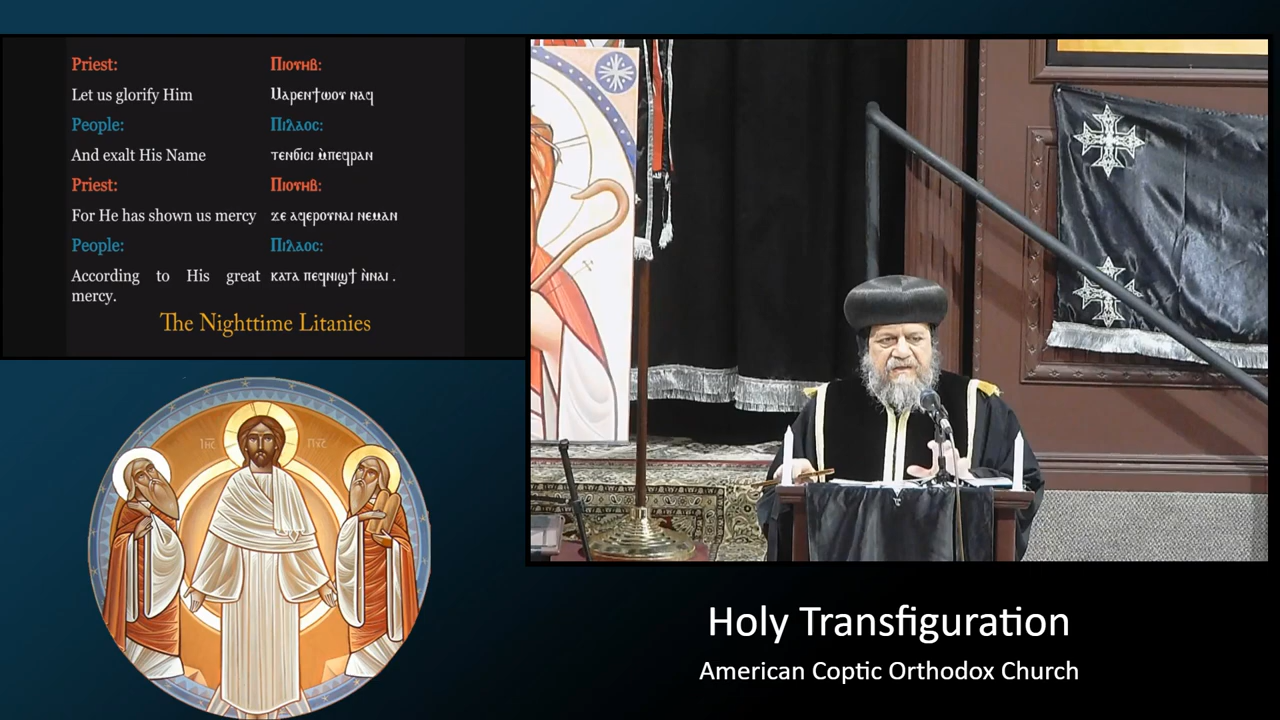 Priest:
Ⲡⲓⲟⲩⲏⲃ:
Let us glorify Him
Ⲙⲁⲣⲉⲛϯⲱⲟⲩ ⲛⲁϥ
People:
Ⲡⲓⲗⲁⲟⲥ:
And exalt His Name
ⲧⲉⲛϭⲓⲥⲓ ⲙ̀ⲡⲉϥⲣⲁⲛ
Priest:
Ⲡⲓⲟⲩⲏⲃ:
For He has shown us mercy
ϫⲉ ⲁϥⲉⲣⲟⲩⲛⲁⲓ ⲛⲉⲙⲁⲛ
People:
Ⲡⲓⲗⲁⲟⲥ:
According to His great
ⲕⲁⲧⲁ ⲡⲉϥⲛⲓϣϯ ⲛ̀ⲛⲁⲓ .
mercy.
The Nighttime Litanies
Holy Transfiguration
American Coptic Orthodox Church